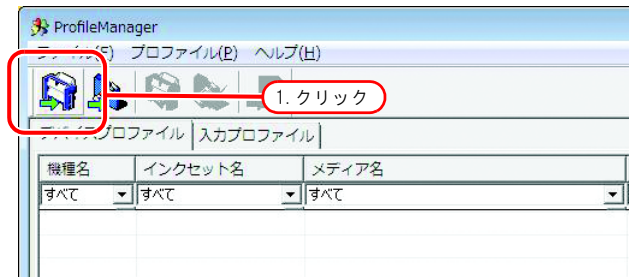 ProfileManager
ファイル(F) プロファイル(P) ヘルプ(H)
1. クリック
デバイスプロファイル 入力プロファイル
機種名 インクセット名 メディア名
すべて すべて すべて